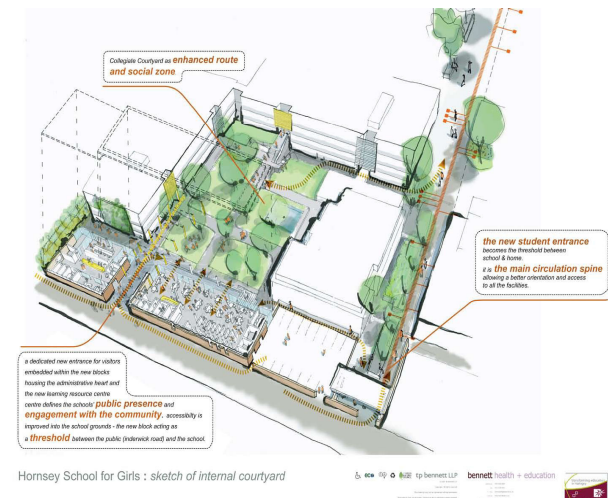 Collegiate Courtyard as enhanced route
and social zone
the new student entrance
becomes the threshold between
school & home.
it is the main circulation spine
allowing a better orientation and access
to all the facilities.
a dedicated new entrance for visitors
embedded within the new blocks
housing the administrative heart and
the new learning resource centre
centre defines the schools' public presence and
engagement with the community. accessiblity is
improved into the school grounds - the new block acting
as a threshold between the public (inderwick road) and the school.
Hornsey School for Girls : sketch of internal courtyard
eco
tp bennett LLP
bennett health + education